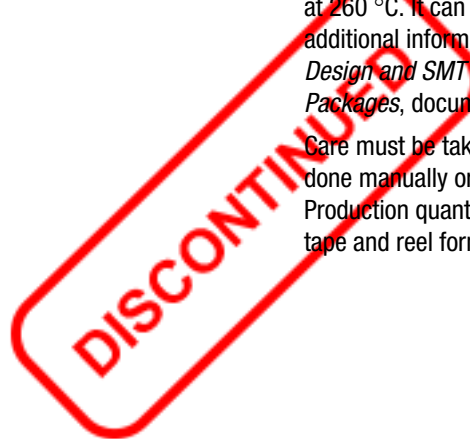 at 260 °C. It can
additional inform
Design and SMT
Packages, docum
Care must be tak
done manually or
Production quant
tape and reel form
DISCONTINUED